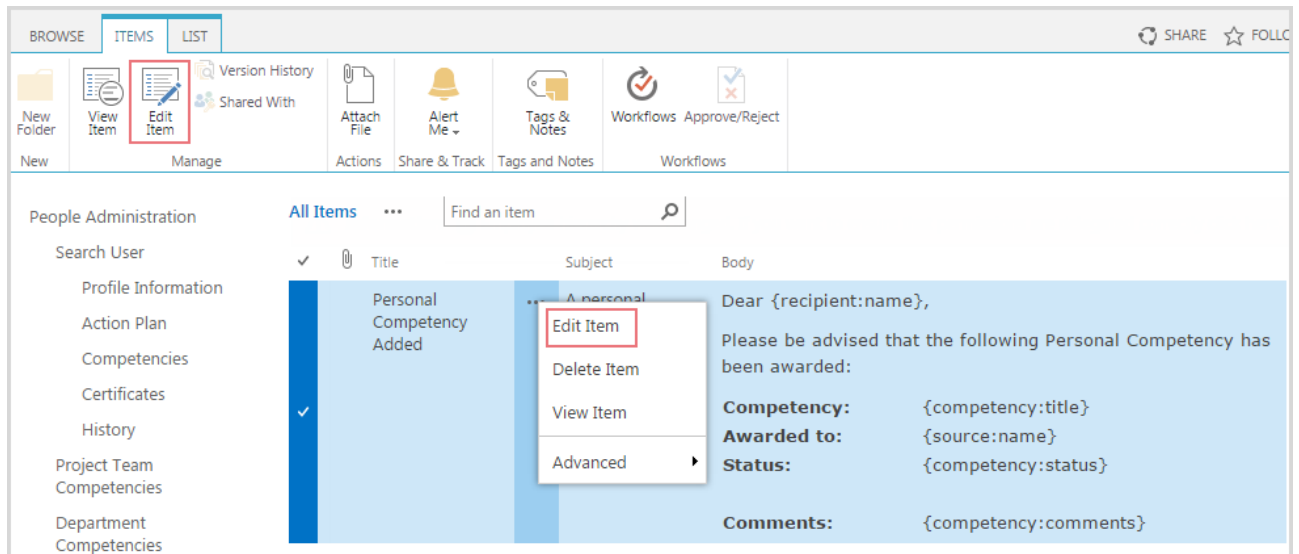 BROWSE ITEMS LIST SHARE FOLLO
Version History
Shared With
New Folder
View Item
Edit Item
Attach File
Alert Me
Tags & Notes
Workflows Approve/Reject
New Manage Actions Share & Track Tags and Notes Workflows
People Administration
Search User
Profile Information
Action Plan
Competencies
Certificates
History
Project Team
Competencies
Department
Competencies
All Items ... Find an item
Title Subject Body
Personal
Competency
Added
... A personal
Edit Item
Delete Item
View Item
Advanced
Dear {recipient:name},
Please be advised that the following Personal Competency has
been awarded:
Competency: {competency:title}
Awarded to: {source:name}
Status: {competency:status}
Comments: {competency:comments}